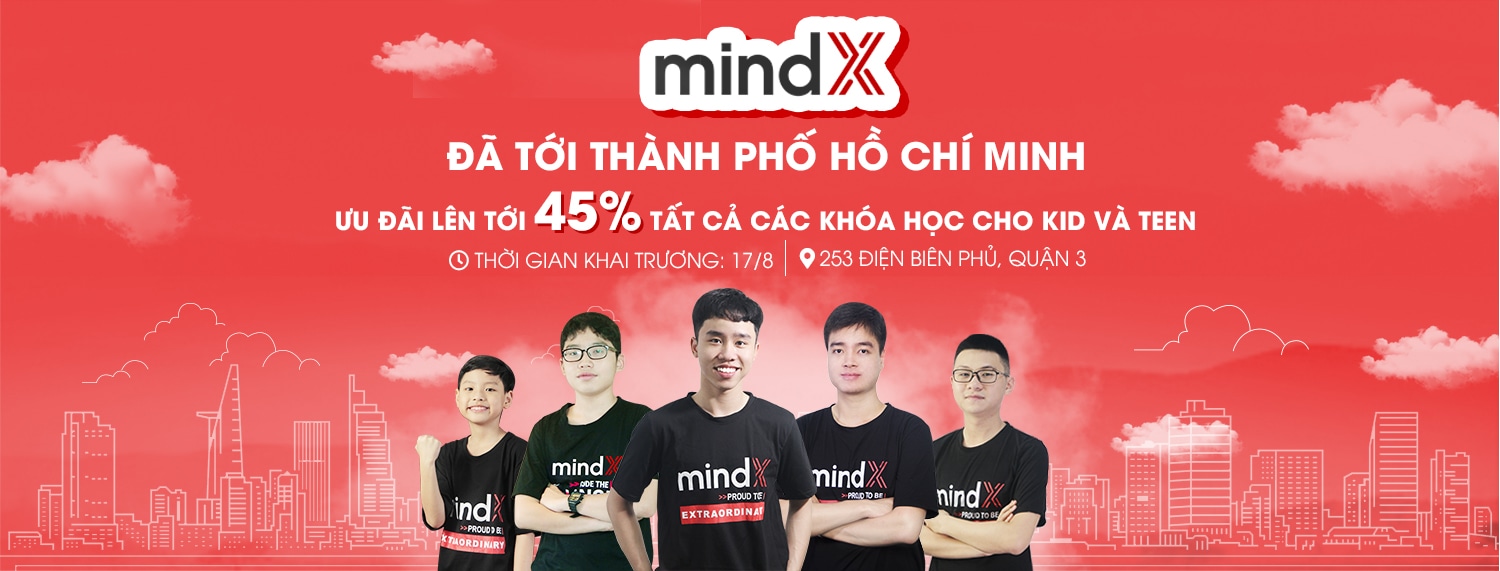 mindX
ĐÃ TỚI THÀNH PHỐ HỒ CHÍ MINH
ƯU ĐÃI LÊN TỚI 45% TẤT CẢ CÁC KHÓA HỌC CHO KID VÀ TEEN
THỜI GIAN KHAI TRƯƠNG: 17/8
253 ĐIỆN BIÊN PHỦ, QUẬN 3
mindX
>>PROUD TO BE
mindX
mindX
>>PROUD
EXTRAORDINARY
mindX
PROUD TO BE
mindX
>>PROUD TO BE